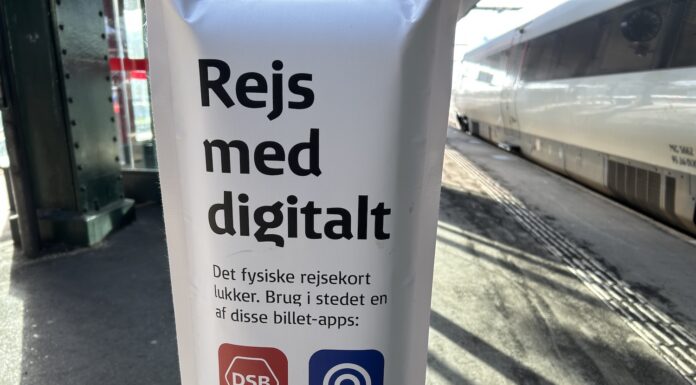 Rejs
med
digitalt
Det fysiske rejsekort
lukker. Brug i stedet en
af disse billet-apps:
DSB